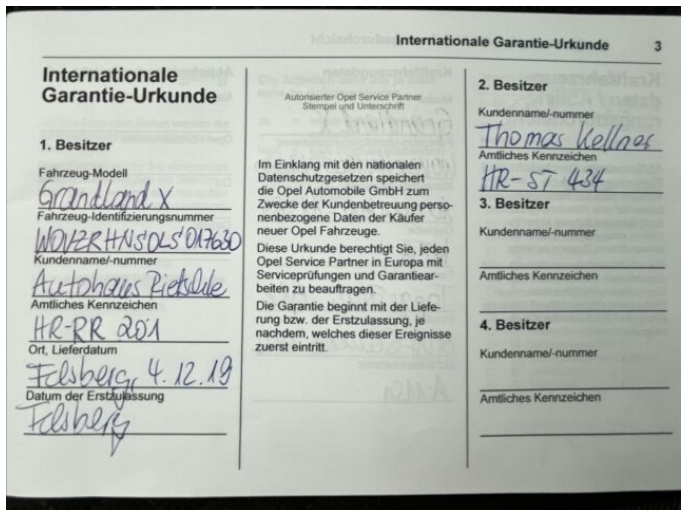 Internationale Garantie-Urkunde 3
Internationale
Garantie-Urkunde
1. Besitzer
Fahrzeug-Modell
Grandland X
Fahrzeug-Identifizierungsnummer
Kundenname/-nummer
Autohaus
Amtliches Kennzeichen
HR-RR 201
Ort, Lieferdatum
Felsberg, 4.12.19
Datum der Erstzulassung
Felsberg
Autorisierter Opel Service Partner
Stempel und Unterschrift
Im Einklang mit den nationalen
Datenschutzgesetzen speichert
die Opel Automobile GmbH zum
Zwecke der Kundenbetreuung perso-
nenbezogene Daten der Käufer
neuer Opel Fahrzeuge.
Diese Urkunde berechtigt Sie, jeden
Opel Service Partner in Europa mit
Serviceprüfungen und Garantiear-
beiten zu beauftragen.
Die Garantie beginnt mit der Liefe-
rung bzw. der Erstzulassung, je
nachdem, welches dieser Ereignisse
zuerst eintritt.
2. Besitzer
Kundenname/-nummer
Thomas Kellner
Amtliches Kennzeichen
HR-ST 434
3. Besitzer
Kundenname/-nummer
Amtliches Kennzeichen
4. Besitzer
Kundenname/-nummer
Amtliches Kennzeichen